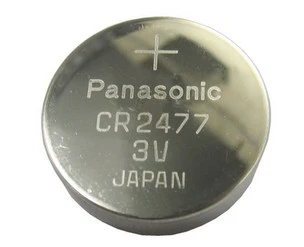 +
Panasonic
CR2477
3V
JAPAN